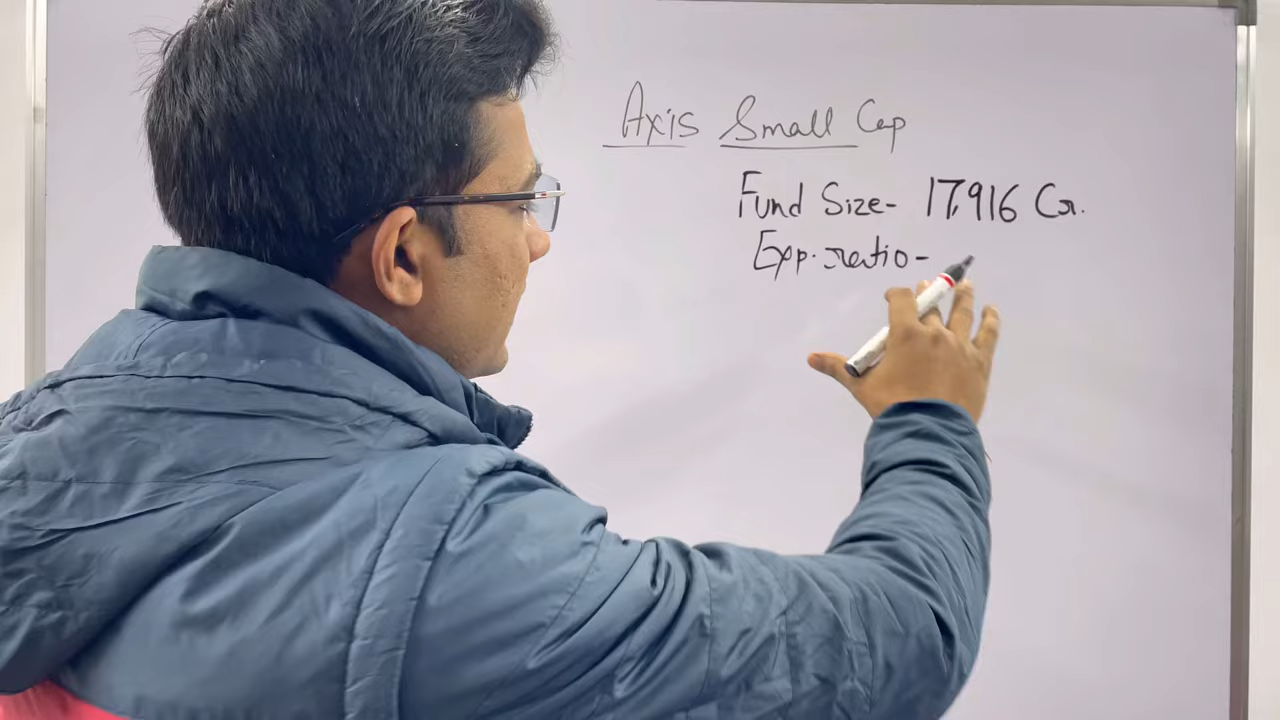 Axis Small Cap
Fund Size- 17,916 Cr.
Exp. ratio-